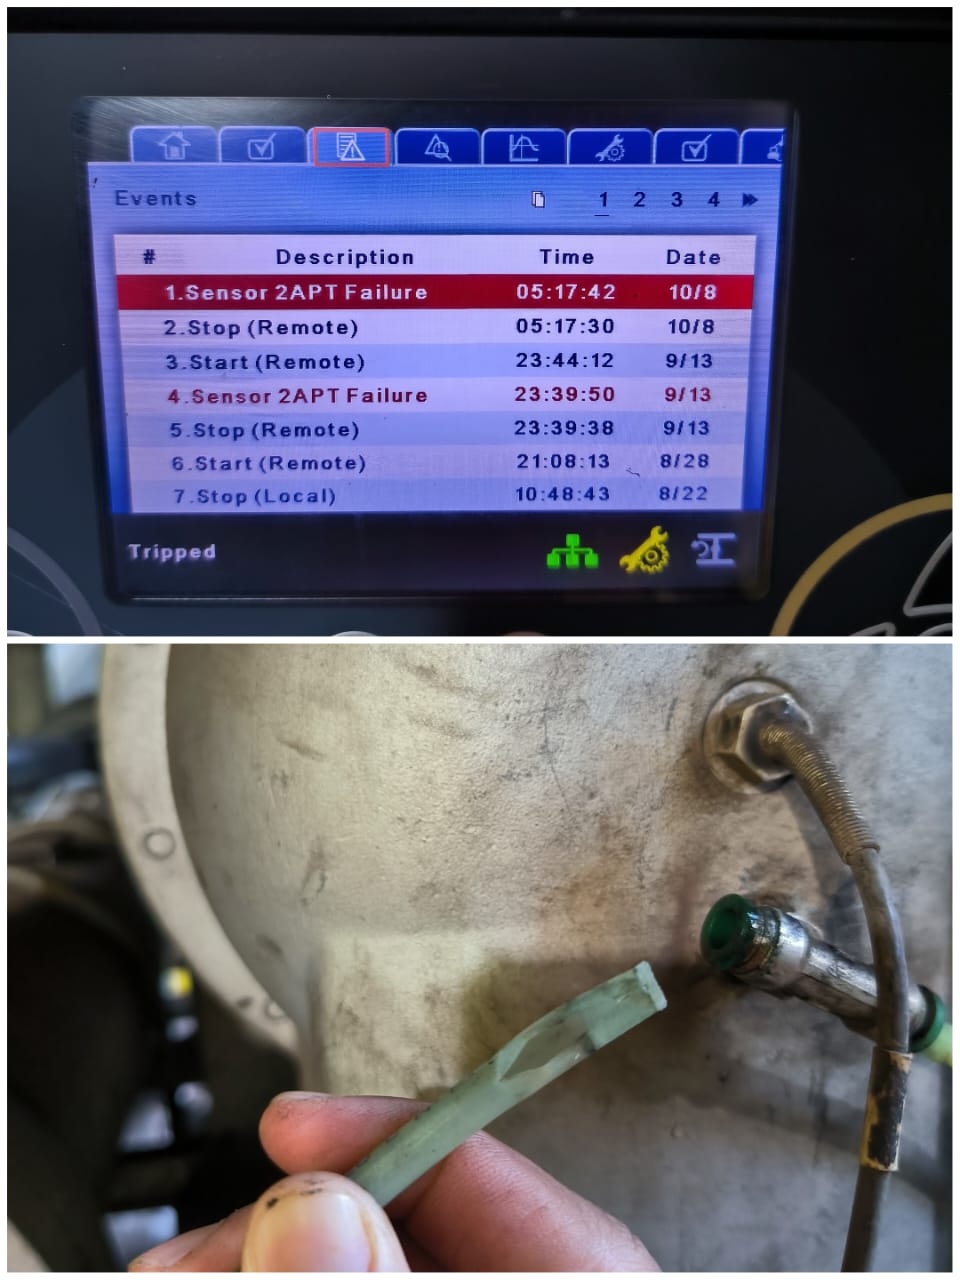 Events 1 2 3 4
# Description Time Date
1.Sensor 2APT Failure 05:17:42 10/8
2.Stop (Remote) 05:17:30 10/8
3.Start (Remote) 23:44:12 9/13
4.Sensor 2APT Failure 23:39:50 9/13
5.Stop (Remote) 23:39:38 9/13
6.Start (Remote) 21:08:13 8/28
7.Stop (Local) 10:48:43 8/22
Tripped